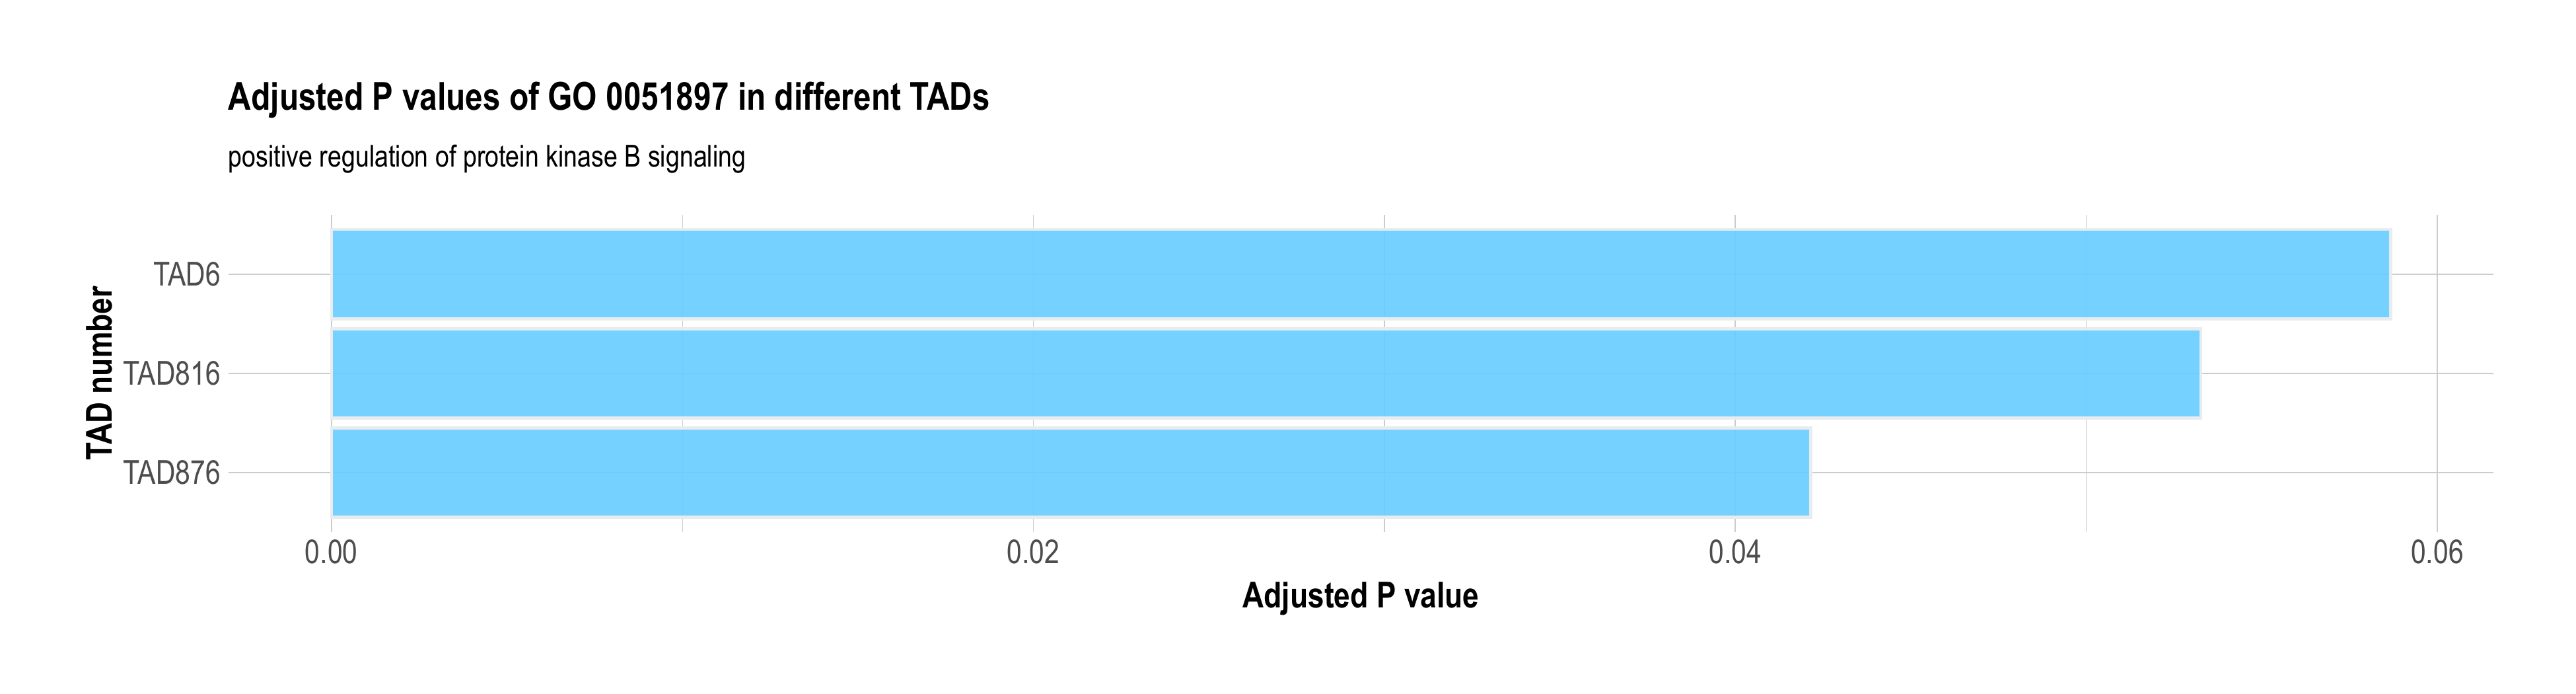 Adjusted P values of GO 0051897 in different TADs
positive regulation of protein kinase B signaling
TAD number
TAD6
TAD816
TAD876
0.00 0.02 0.04 0.06
Adjusted P value